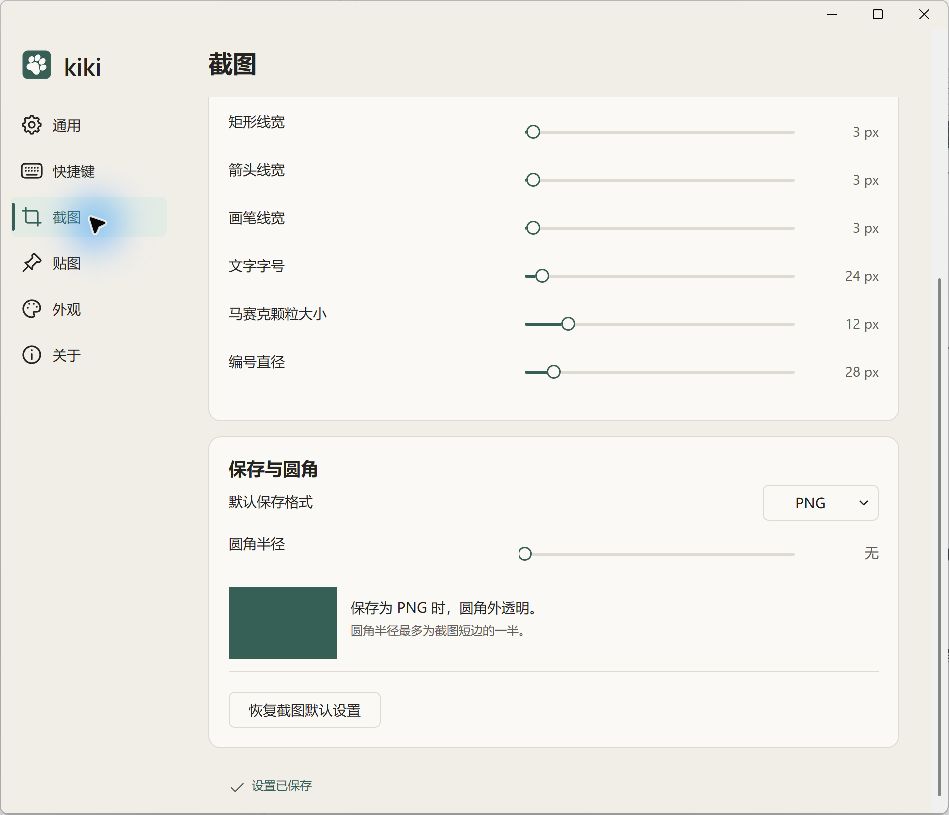 kiki
截图
通用
快捷键
截图
贴图
外观
关于
矩形线宽 3 px
箭头线宽 3 px
画笔线宽 3 px
文字字号 24 px
马赛克颗粒大小 12 px
编号直径 28 px
保存与圆角
默认保存格式 PNG
圆角半径 无
保存为 PNG 时，圆角外透明。
圆角半径最多为截图短边的一半。
恢复截图默认设置
设置已保存